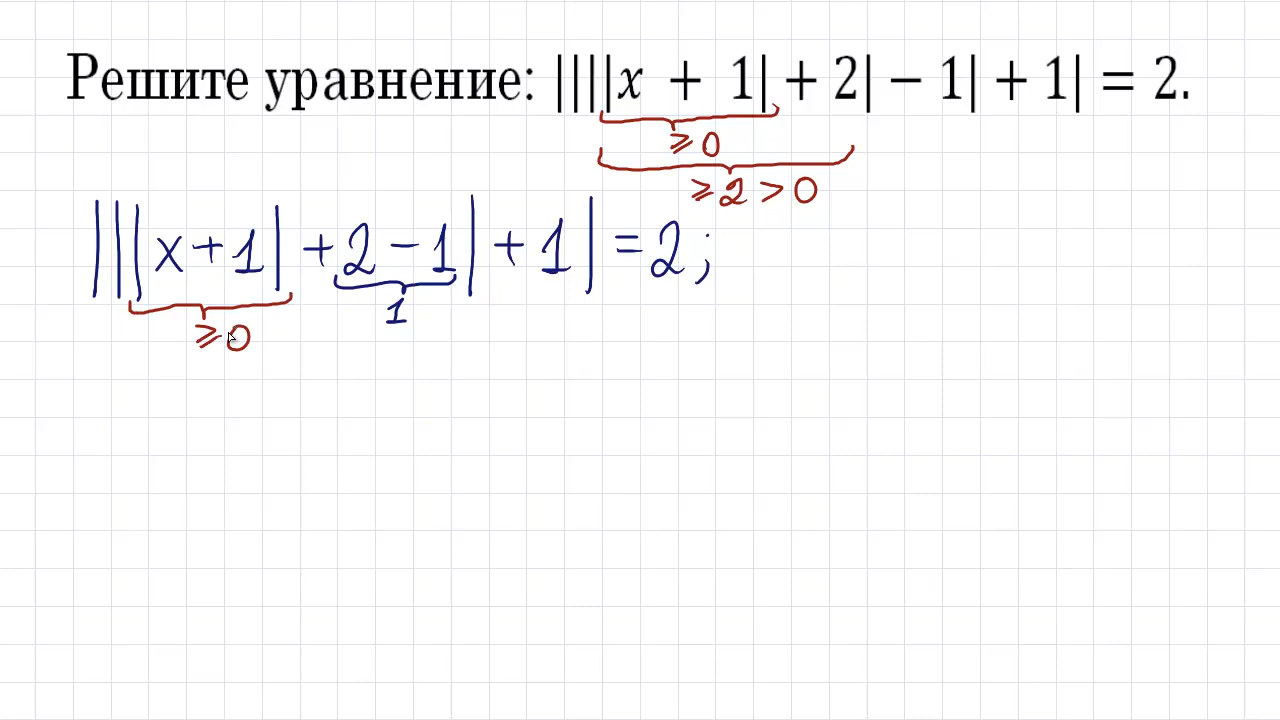 Решите уравнение: ||||x + 1| + 2| − 1| + 1| = 2.
⩾ 0
⩾ 2 > 0
|||x + 1| + 2 − 1| + 1| = 2;
1
⩾ 0